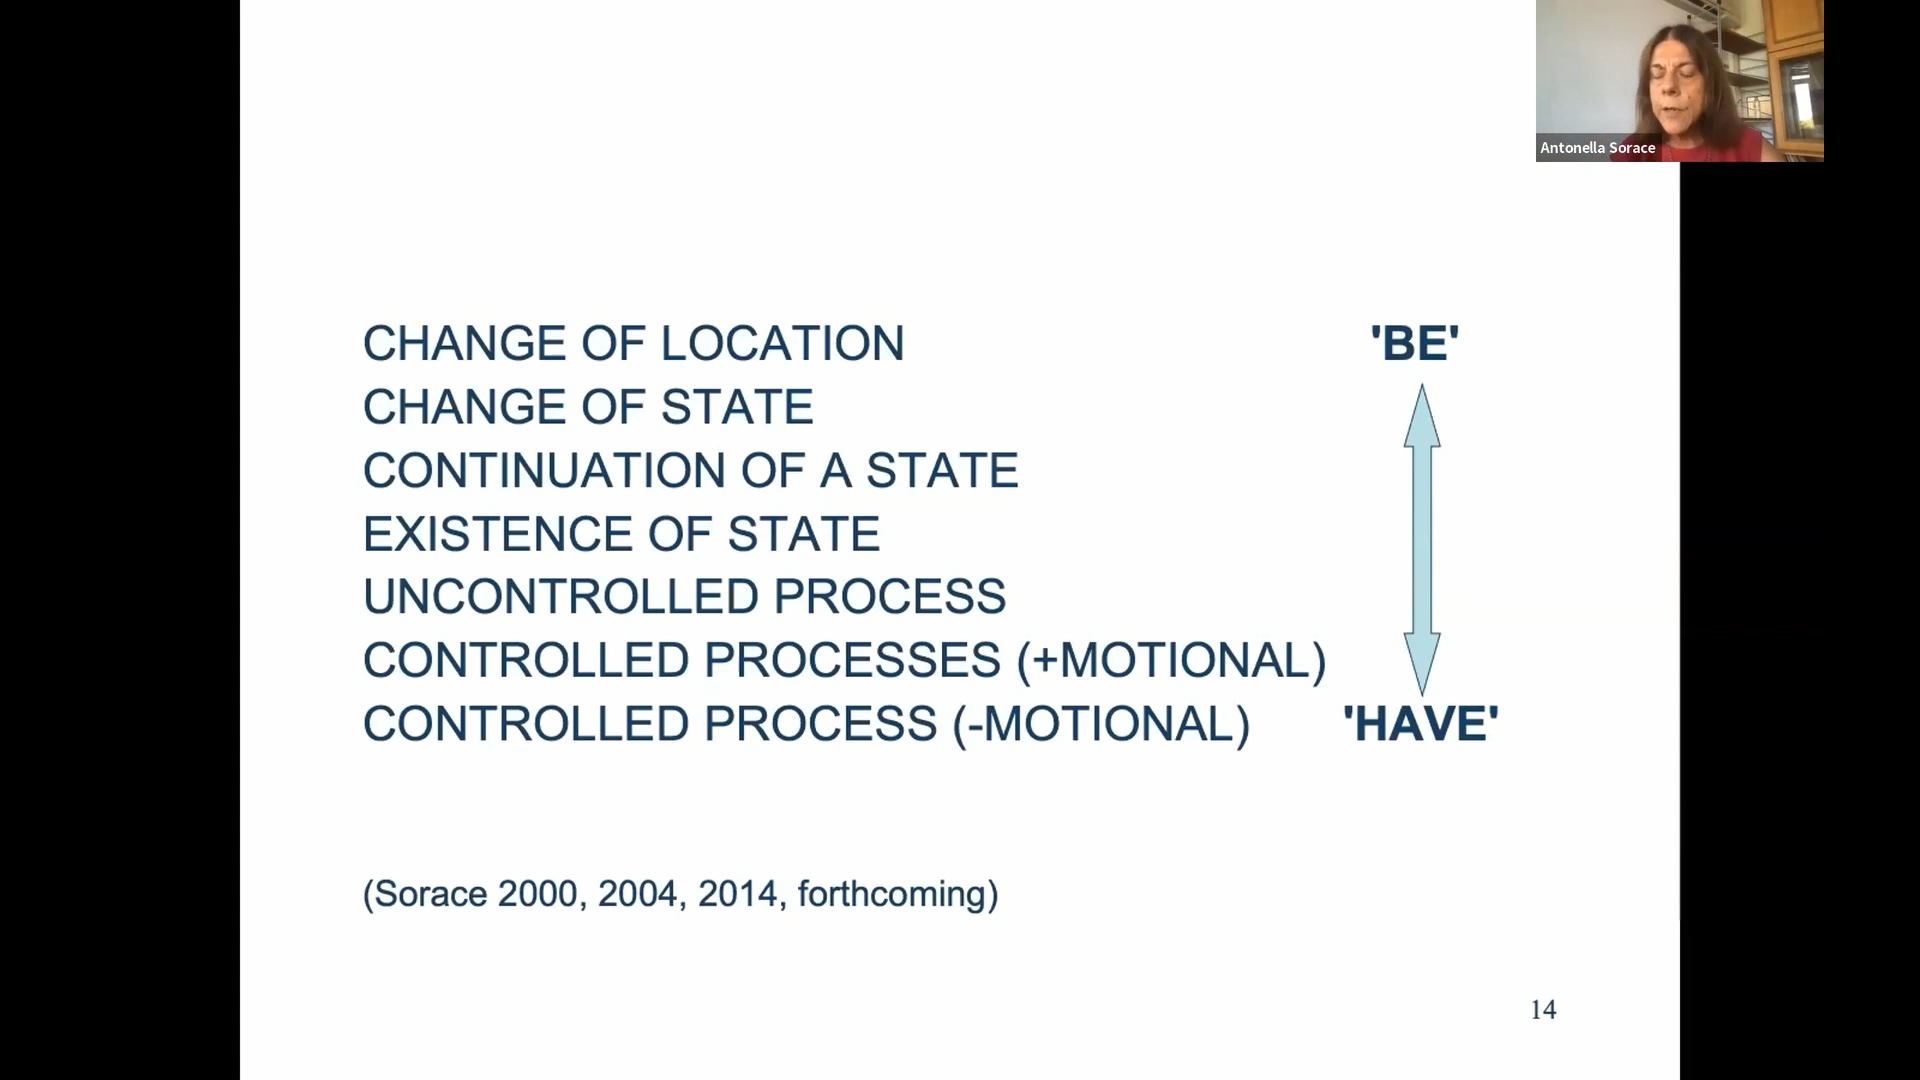 Antonella Sorace
CHANGE OF LOCATION 'BE'
CHANGE OF STATE
CONTINUATION OF A STATE
EXISTENCE OF STATE
UNCONTROLLED PROCESS
CONTROLLED PROCESSES (+MOTIONAL)
CONTROLLED PROCESS (-MOTIONAL) 'HAVE'
(Sorace 2000, 2004, 2014, forthcoming)
14